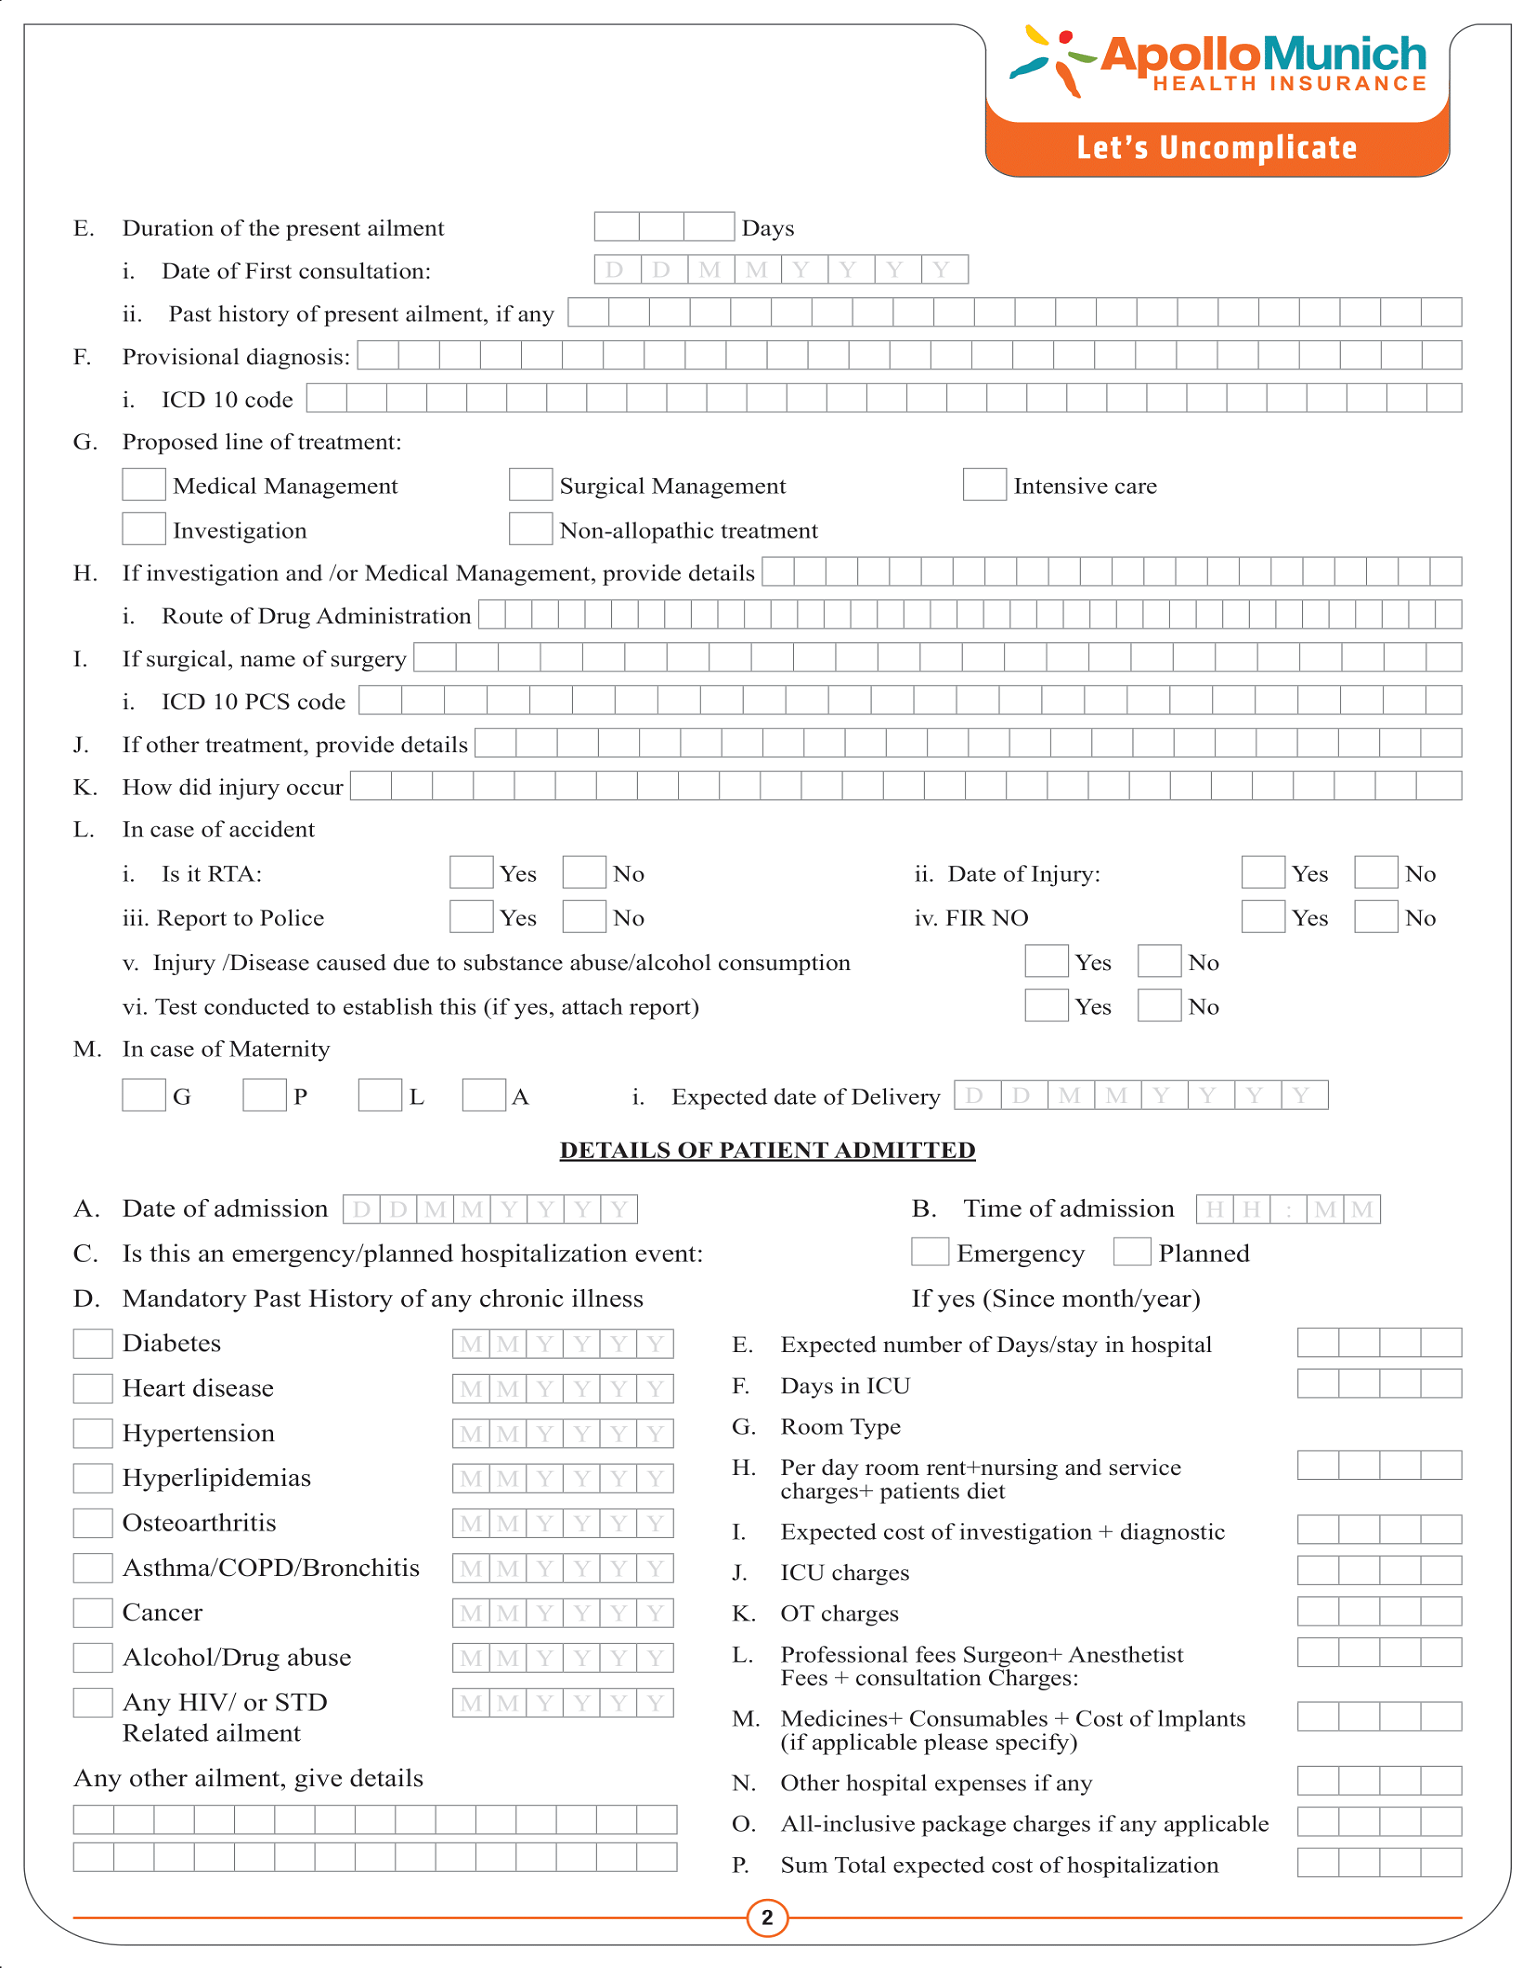 ApolloMunich
HEALTH INSURANCE
Let's Uncomplicate
E. Duration of the present ailment Days
i. Date of First consultation: D D M M Y Y Y Y
ii. Past history of present ailment, if any
F. Provisional diagnosis:
i. ICD 10 code
G. Proposed line of treatment:
Medical Management Surgical Management Intensive care
Investigation Non-allopathic treatment
H. If investigation and /or Medical Management, provide details
i. Route of Drug Administration
I. If surgical, name of surgery
i. ICD 10 PCS code
J. If other treatment, provide details
K. How did injury occur
L. In case of accident
i. Is it RTA: Yes No ii. Date of Injury: Yes No
iii. Report to Police Yes No iv. FIR NO Yes No
v. Injury /Disease caused due to substance abuse/alcohol consumption Yes No
vi. Test conducted to establish this (if yes, attach report) Yes No
M. In case of Maternity
G P L A i. Expected date of Delivery D D M M Y Y Y Y
DETAILS OF PATIENT ADMITTED
A. Date of admission D D M M Y Y Y Y B. Time of admission H H : M M
C. Is this an emergency/planned hospitalization event: Emergency Planned
D. Mandatory Past History of any chronic illness If yes (Since month/year)
Diabetes M M Y Y Y Y
Heart disease M M Y Y Y Y
Hypertension M M Y Y Y Y
Hyperlipidemias M M Y Y Y Y
Osteoarthritis M M Y Y Y Y
Asthma/COPD/Bronchitis M M Y Y Y Y
Cancer M M Y Y Y Y
Alcohol/Drug abuse M M Y Y Y Y
Any HIV/ or STD M M Y Y Y Y
Related ailment
Any other ailment, give details
E. Expected number of Days/stay in hospital
F. Days in ICU
G. Room Type
H. Per day room rent+nursing and service
charges+ patients diet
I. Expected cost of investigation + diagnostic
J. ICU charges
K. OT charges
L. Professional fees Surgeon+ Anesthetist
Fees + consultation Charges:
M. Medicines+ Consumables + Cost of lmplants
(if applicable please specify)
N. Other hospital expenses if any
O. All-inclusive package charges if any applicable
P. Sum Total expected cost of hospitalization
2